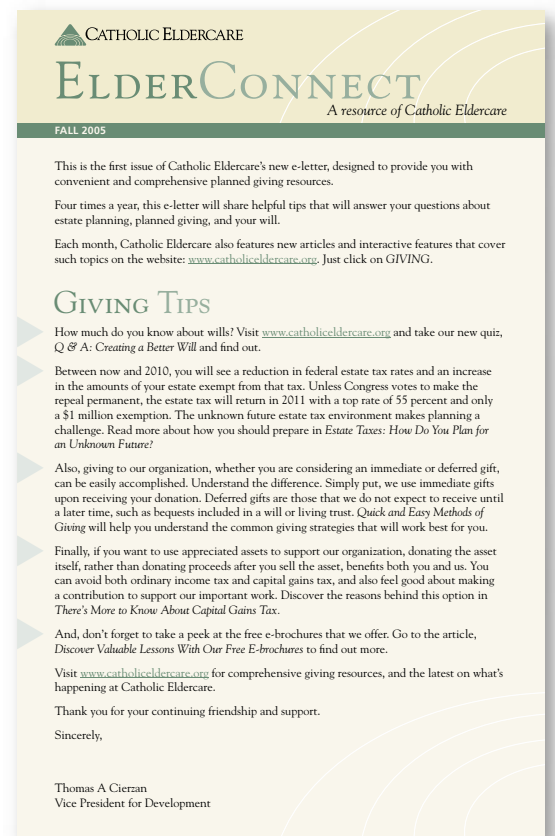 CATHOLIC ELDERCARE
ELDERCONNECT
A resource of Catholic Eldercare
FALL 2005
This is the first issue of Catholic Eldercare's new e-letter, designed to provide you with
convenient and comprehensive planned giving resources.
Four times a year, this e-letter will share helpful tips that will answer your questions about
estate planning, planned giving, and your will.
Each month, Catholic Eldercare also features new articles and interactive features that cover
such topics on the website: www.catholiceldercare.org. Just click on GIVING.
GIVING TIPS
How much do you know about wills? Visit www.catholiceldercare.org and take our new quiz,
Q & A: Creating a Better Will and find out.
Between now and 2010, you will see a reduction in federal estate tax rates and an increase
in the amounts of your estate exempt from that tax. Unless Congress votes to make the
repeal permanent, the estate tax will return in 2011 with a top rate of 55 percent and only
a $1 million exemption. The unknown future estate tax environment makes planning a
challenge. Read more about how you should prepare in Estate Taxes: How Do You Plan for
an Unknown Future?
Also, giving to our organization, whether you are considering an immediate or deferred gift,
can be easily accomplished. Understand the difference. Simply put, we use immediate gifts
upon receiving your donation. Deferred gifts are those that we do not expect to receive until
a later time, such as bequests included in a will or living trust. Quick and Easy Methods of
Giving will help you understand the common giving strategies that will work best for you.
Finally, if you want to use appreciated assets to support our organization, donating the asset
itself, rather than donating proceeds after you sell the asset, benefits both you and us. You
can avoid both ordinary income tax and capital gains tax, and also feel good about making
a contribution to support our important work. Discover the reasons behind this option in
There's More to Know About Capital Gains Tax.
And, don't forget to take a peek at the free e-brochures that we offer. Go to the article,
Discover Valuable Lessons With Our Free E-brochures to find out more.
Visit www.catholiceldercare.org for comprehensive giving resources, and the latest on what's
happening at Catholic Eldercare.
Thank you for your continuing friendship and support.
Sincerely,
Thomas A Cierzan
Vice President for Development